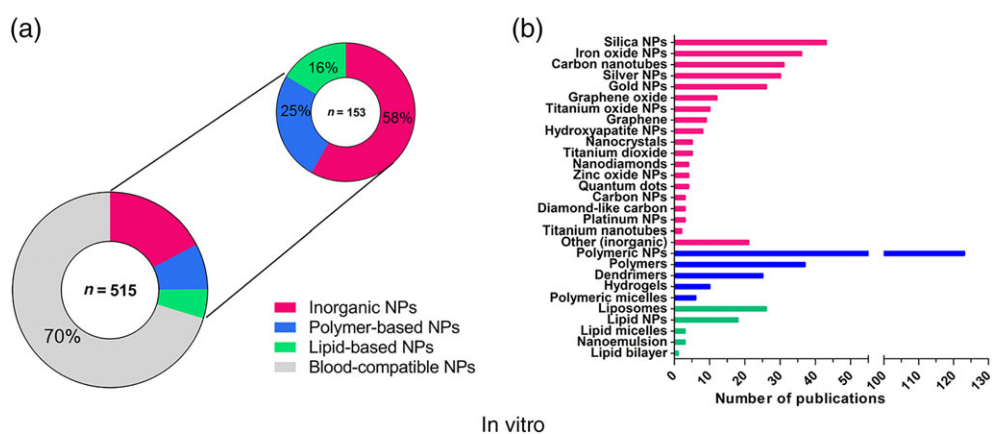 (a)
16%
25%
n = 153
58%
n = 515
70%
Inorganic NPs
Polymer-based NPs
Lipid-based NPs
Blood-compatible NPs
(b)
Silica NPs
Iron oxide NPs
Carbon nanotubes
Silver NPs
Gold NPs
Graphene oxide
Titanium oxide NPs
Graphene
Hydroxyapatite NPs
Nanocrystals
Titanium dioxide
Nanodiamonds
Zinc oxide NPs
Quantum dots
Carbon NPs
Diamond-like carbon
Platinum NPs
Titanium nanotubes
Other (inorganic)
Polymeric NPs
Polymers
Dendrimers
Hydrogels
Polymeric micelles
Liposomes
Lipid NPs
Lipid micelles
Nanoemulsion
Lipid bilayer
0 10 20 30 40 50 100 110 120 130
Number of publications
In vitro